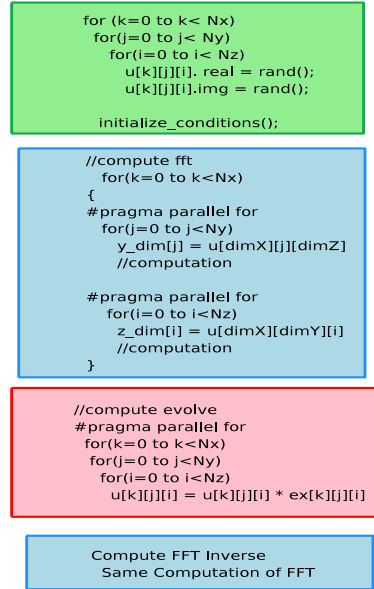 for (k=0 to k< Nx)
for(j=0 to j< Ny)
for(i=0 to i< Nz)
u[k][j][i]. real = rand();
u[k][j][i].img = rand();
initialize_conditions();
//compute fft
for(k=0 to k<Nx)
{
#pragma parallel for
for(j=0 to j<Ny)
y_dim[j] = u[dimX][j][dimZ]
//computation
#pragma parallel for
for(i=0 to i<Nz)
z_dim[i] = u[dimX][dimY][i]
//computation
}
//compute evolve
#pragma parallel for
for(k=0 to k<Nx)
for(j=0 to j<Ny)
for(i=0 to i<Nz)
u[k][j][i] = u[k][j][i] * ex[k][j][i]
Compute FFT Inverse
Same Computation of FFT